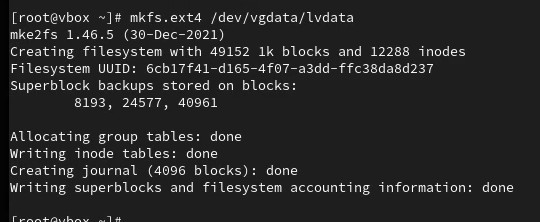 [root@vbox ~]# mkfs.ext4 /dev/vgdata/lvdata
mke2fs 1.46.5 (30-Dec-2021)
Creating filesystem with 49152 1k blocks and 12288 inodes
Filesystem UUID: 6cb17f41-d165-4f07-a3dd-ffc38da8d237
Superblock backups stored on blocks:
        8193, 24577, 40961

Allocating group tables: done
Writing inode tables: done
Creating journal (4096 blocks): done
Writing superblocks and filesystem accounting information: done

[root@vbox ~]#